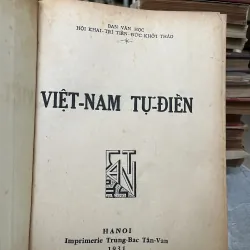 BAN VĂN HỌC
HỘI KHAI-TRÍ TIẾN-ĐỨC KHỞI THẢO
VIỆT-NAM TỰ-ĐIỂN
HANOI
Imprimerie Trung-Bac Tân-Van
1931